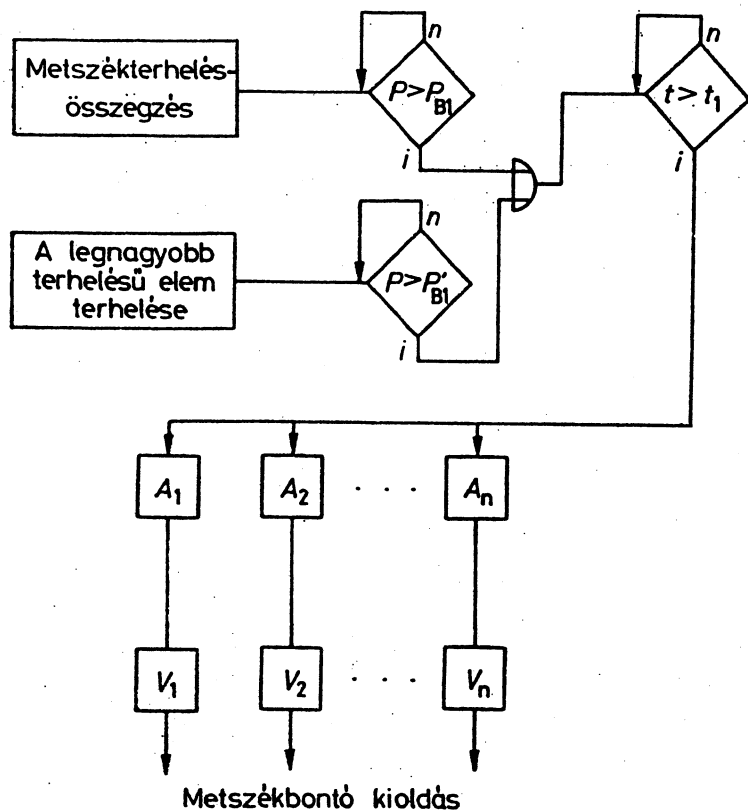 Metszékterhelés-
összegzés
n
P>P_B1
i
n
t>t_1
i
A legnagyobb
terhelésű elem
terhelése
n
P>P'_B1
i
A_1 A_2 . . . A_n
V_1 V_2 . . . V_n
Metszékbontó kioldás